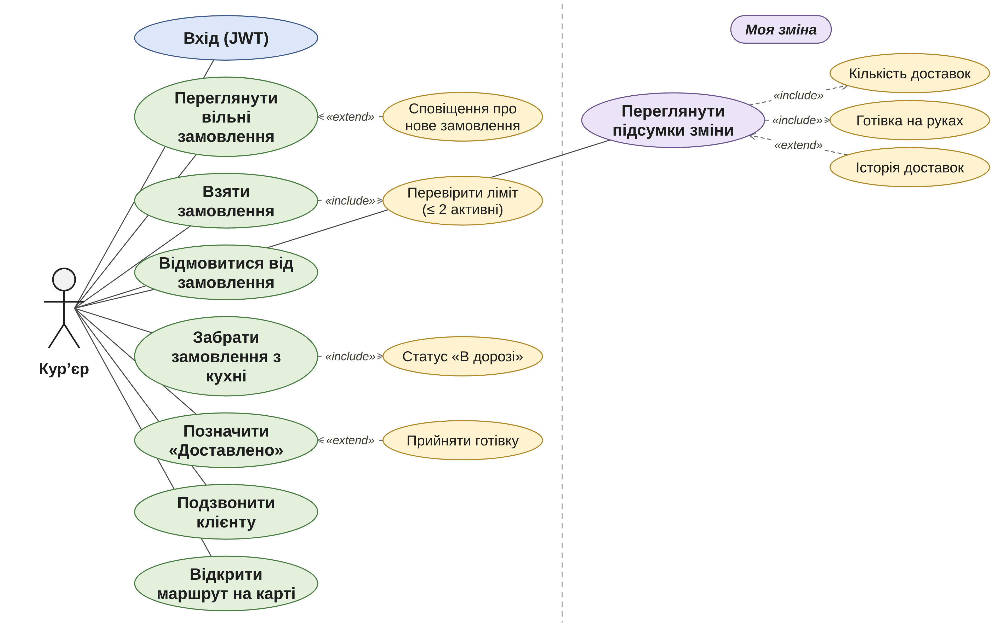 Вхід (JWT)
Переглянути
вільні
замовлення
«extend»
Сповіщення про
нове замовлення
Взяти
замовлення
«include»
Перевірити ліміт
(≤ 2 активні)
Відмовитися від
замовлення
Забрати
замовлення з
кухні
«include»
Статус «В дорозі»
Кур’єр
Позначити
«Доставлено»
«extend»
Прийняти готівку
Подзвонити
клієнту
Відкрити
маршрут на карті
Моя зміна
Переглянути
підсумки зміни
«include»
Кількість доставок
«include»
Готівка на руках
«extend»
Історія доставок